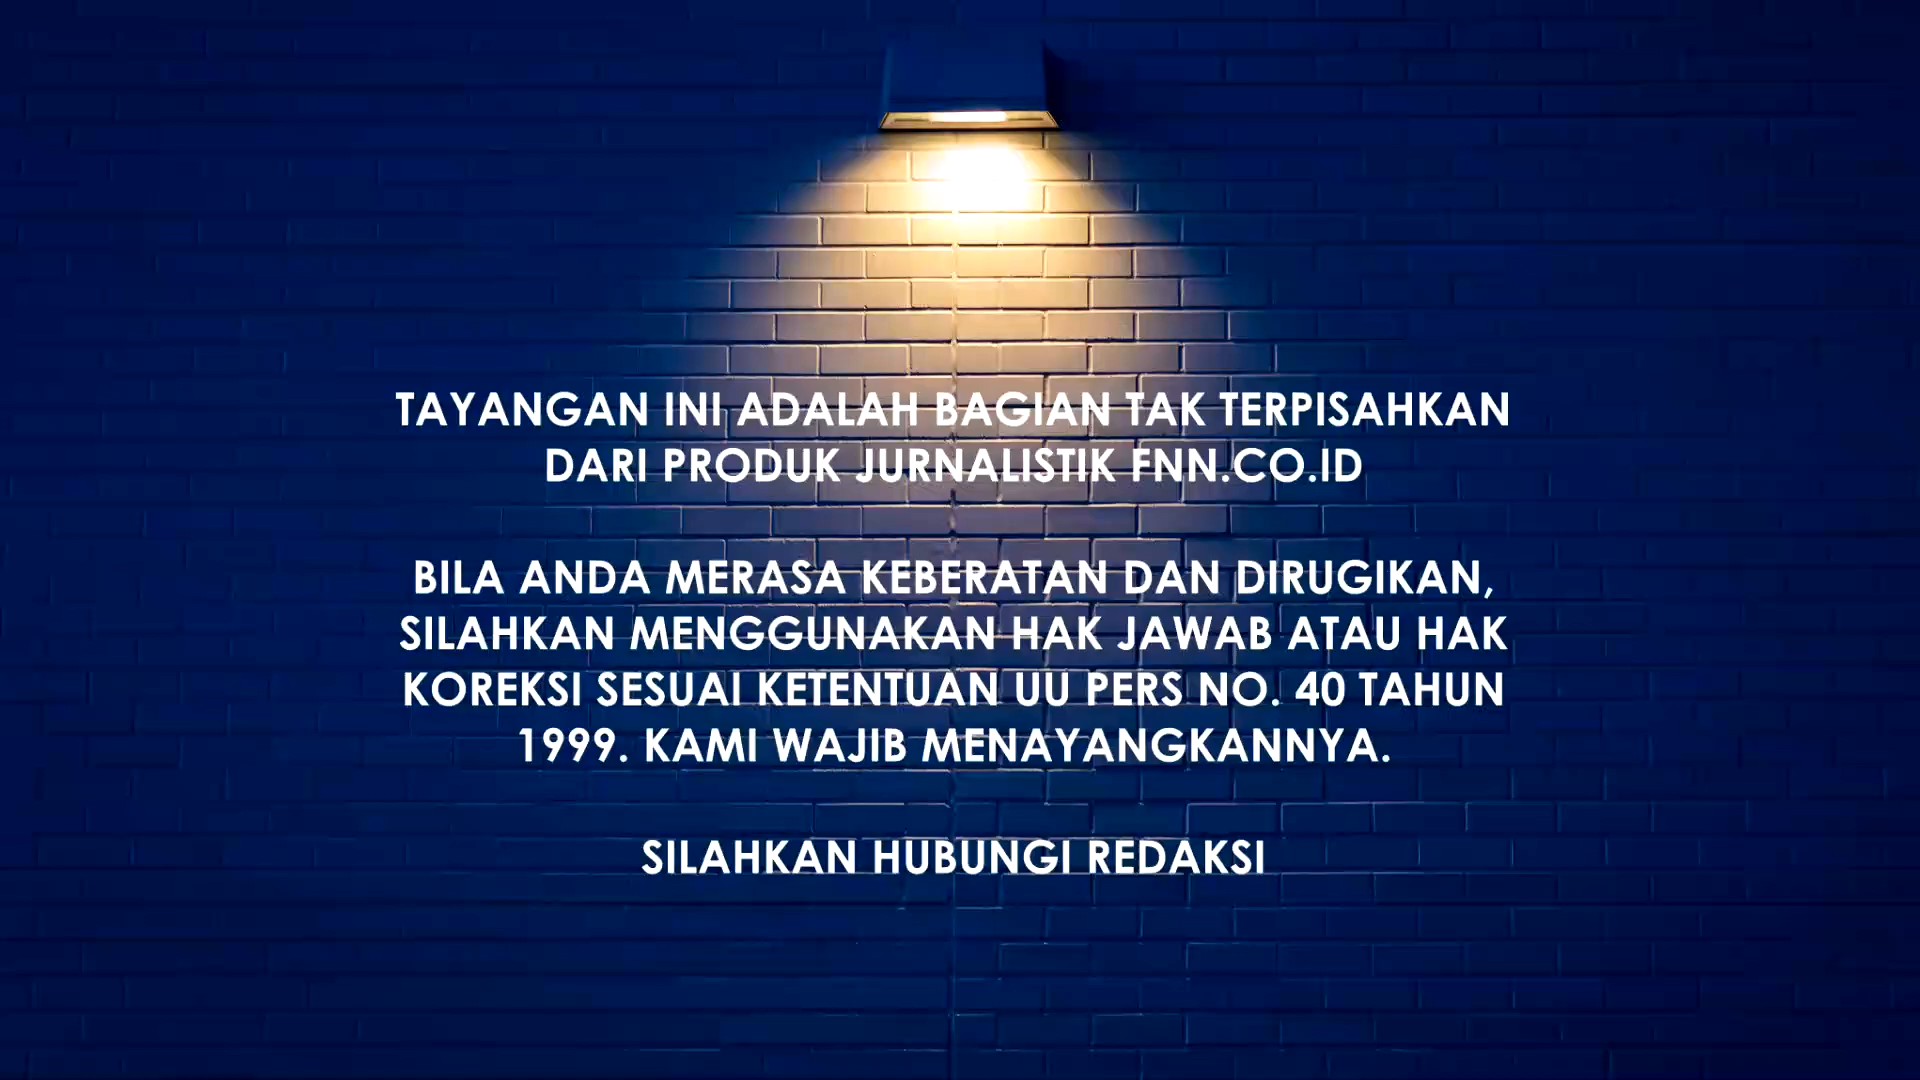 TAYANGAN INI ADALAH BAGIAN TAK TERPISAHKAN
DARI PRODUK JURNALISTIK FNN.CO.ID
BILA ANDA MERASA KEBERATAN DAN DIRUGIKAN,
SILAHKAN MENGGUNAKAN HAK JAWAB ATAU HAK
KOREKSI SESUAI KETENTUAN UU PERS NO. 40 TAHUN
1999. KAMI WAJIB MENAYANGKANNYA.
SILAHKAN HUBUNGI REDAKSI